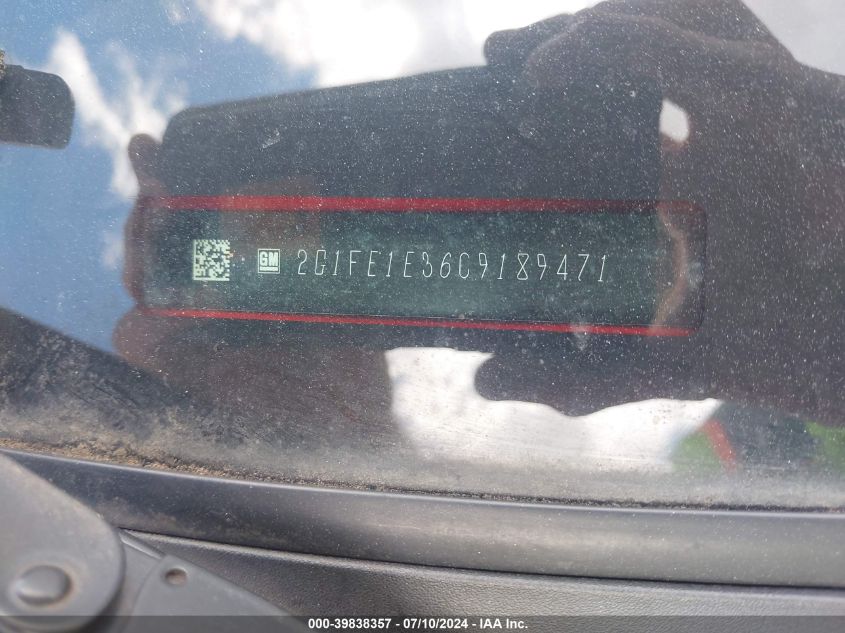 GM 2G1FE1E36C9189471
000-39838357 - 07/10/2024 - IAA Inc.